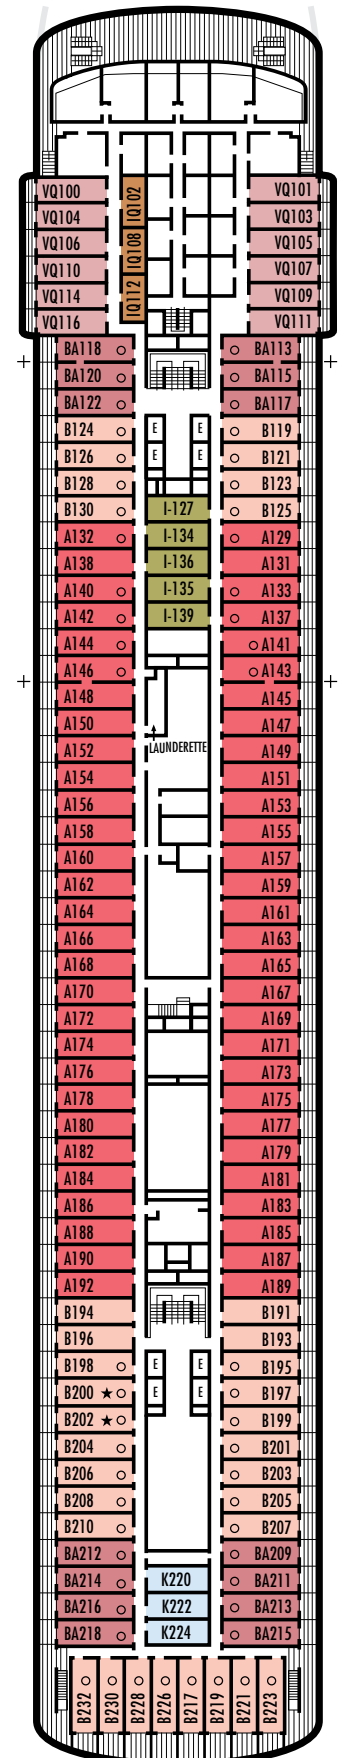 VQ100 IQ102 VQ101
VQ104 VQ103
VQ106 IQ108 VQ105
VQ110 VQ107
VQ114 IQ112 VQ109
VQ116 VQ111
BA118 BA113
BA120 BA115
BA122 BA117
B124 E E B119
B126 E E B121
B128 B123
B130 I-127 B125
A132 I-134 A129
A138 I-136 A131
A140 I-135 A133
A142 I-139 A137
A144 A141
A146 A143
A148 A145
A150 A147
A152 LAUNDERETTE A149
A154 A151
A156 A153
A158 A155
A160 A157
A162 A159
A164 A161
A166 A163
A168 A165
A170 A167
A172 A169
A174 A171
A176 A173
A178 A175
A180 A177
A182 A179
A184 A181
A186 A183
A188 A185
A190 A187
A192 A189
B194 B191
B196 B193
B198 E E B195
B200 ★ E E B197
B202 ★ B199
B204 B201
B206 B203
B208 B205
B210 B207
BA212 BA209
BA214 K220 BA211
BA216 K222 BA213
BA218 K224 BA215
B232 B230 B228 B226 B217 B219 B221 B223